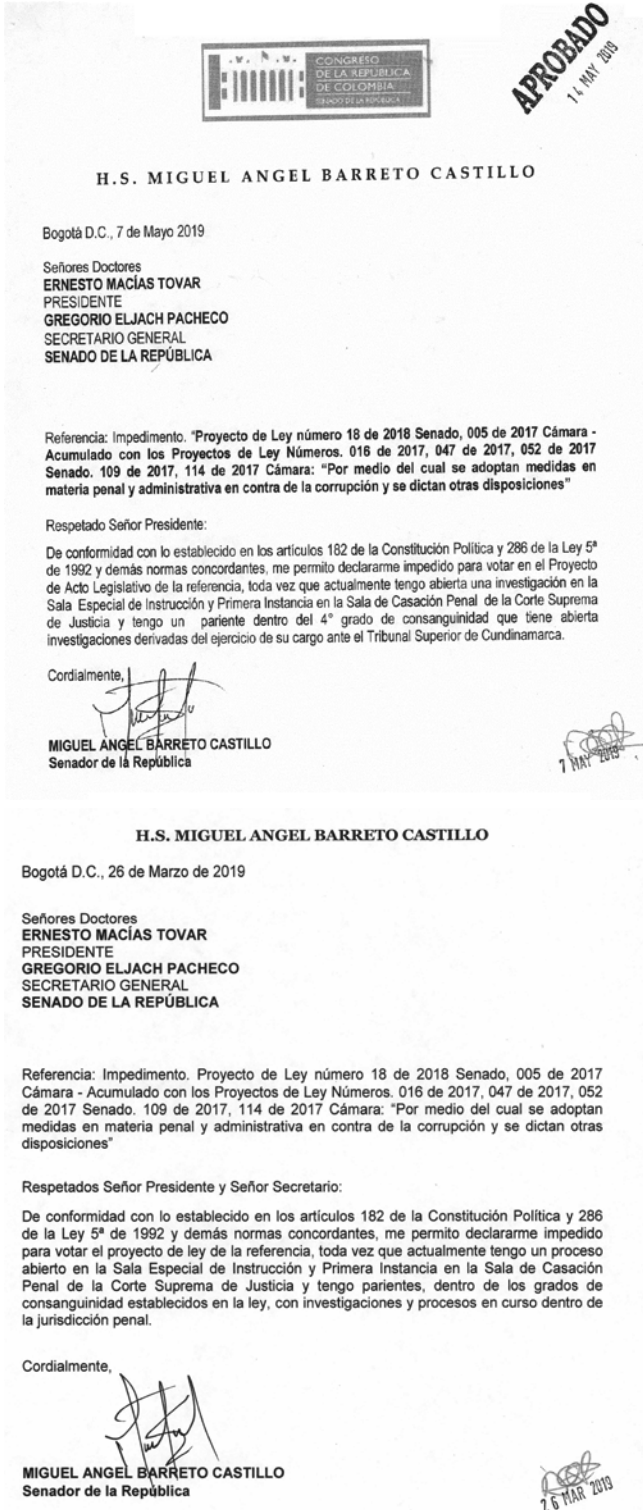 CONGRESO
DE LA REPÚBLICA
DE COLOMBIA
SENADO DE LA REPÚBLICA
APROBADO
14 MAY 2019
H.S. MIGUEL ANGEL BARRETO CASTILLO
Bogotá D.C., 7 de Mayo 2019
Señores Doctores
ERNESTO MACÍAS TOVAR
PRESIDENTE
GREGORIO ELJACH PACHECO
SECRETARIO GENERAL
SENADO DE LA REPÚBLICA
Referencia: Impedimento. "Proyecto de Ley número 18 de 2018 Senado, 005 de 2017 Cámara -
Acumulado con los Proyectos de Ley Números. 016 de 2017, 047 de 2017, 052 de 2017
Senado. 109 de 2017, 114 de 2017 Cámara: "Por medio del cual se adoptan medidas en
materia penal y administrativa en contra de la corrupción y se dictan otras disposiciones"
Respetado Señor Presidente:
De conformidad con lo establecido en los artículos 182 de la Constitución Política y 286 de la Ley 5ª
de 1992 y demás normas concordantes, me permito declararme impedido para votar en el Proyecto
de Acto Legislativo de la referencia, toda vez que actualmente tengo abierta una investigación en la
Sala Especial de Instrucción y Primera Instancia en la Sala de Casación Penal de la Corte Suprema
de Justicia y tengo un pariente dentro del 4° grado de consanguinidad que tiene abierta
investigaciones derivadas del ejercicio de su cargo ante el Tribunal Superior de Cundinamarca.
Cordialmente,
MIGUEL ANGEL BARRETO CASTILLO
Senador de la República
7 MAY 2019
H.S. MIGUEL ANGEL BARRETO CASTILLO
Bogotá D.C., 26 de Marzo de 2019
Señores Doctores
ERNESTO MACÍAS TOVAR
PRESIDENTE
GREGORIO ELJACH PACHECO
SECRETARIO GENERAL
SENADO DE LA REPÚBLICA
Referencia: Impedimento. Proyecto de Ley número 18 de 2018 Senado, 005 de 2017
Cámara - Acumulado con los Proyectos de Ley Números. 016 de 2017, 047 de 2017, 052
de 2017 Senado. 109 de 2017, 114 de 2017 Cámara: "Por medio del cual se adoptan
medidas en materia penal y administrativa en contra de la corrupción y se dictan otras
disposiciones"
Respetados Señor Presidente y Señor Secretario:
De conformidad con lo establecido en los artículos 182 de la Constitución Política y 286
de la Ley 5ª de 1992 y demás normas concordantes, me permito declararme impedido
para votar el proyecto de ley de la referencia, toda vez que actualmente tengo un proceso
abierto en la Sala Especial de Instrucción y Primera Instancia en la Sala de Casación
Penal de la Corte Suprema de Justicia y tengo parientes, dentro de los grados de
consanguinidad establecidos en la ley, con investigaciones y procesos en curso dentro de
la jurisdicción penal.
Cordialmente,
MIGUEL ANGEL BARRETO CASTILLO
Senador de la República
26 MAR 2019